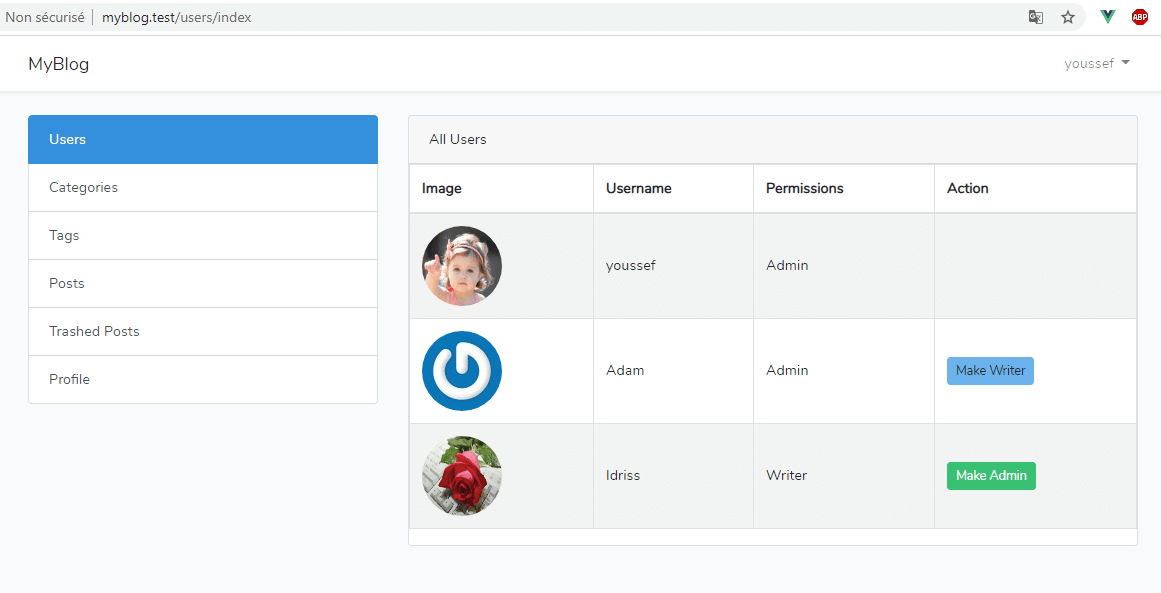 Non sécurisé | myblog.test/users/index
ABP
MyBlog
youssef
Users
Categories
Tags
Posts
Trashed Posts
Profile
All Users
Image Username Permissions Action
youssef Admin
Adam Admin Make Writer
Idriss Writer Make Admin